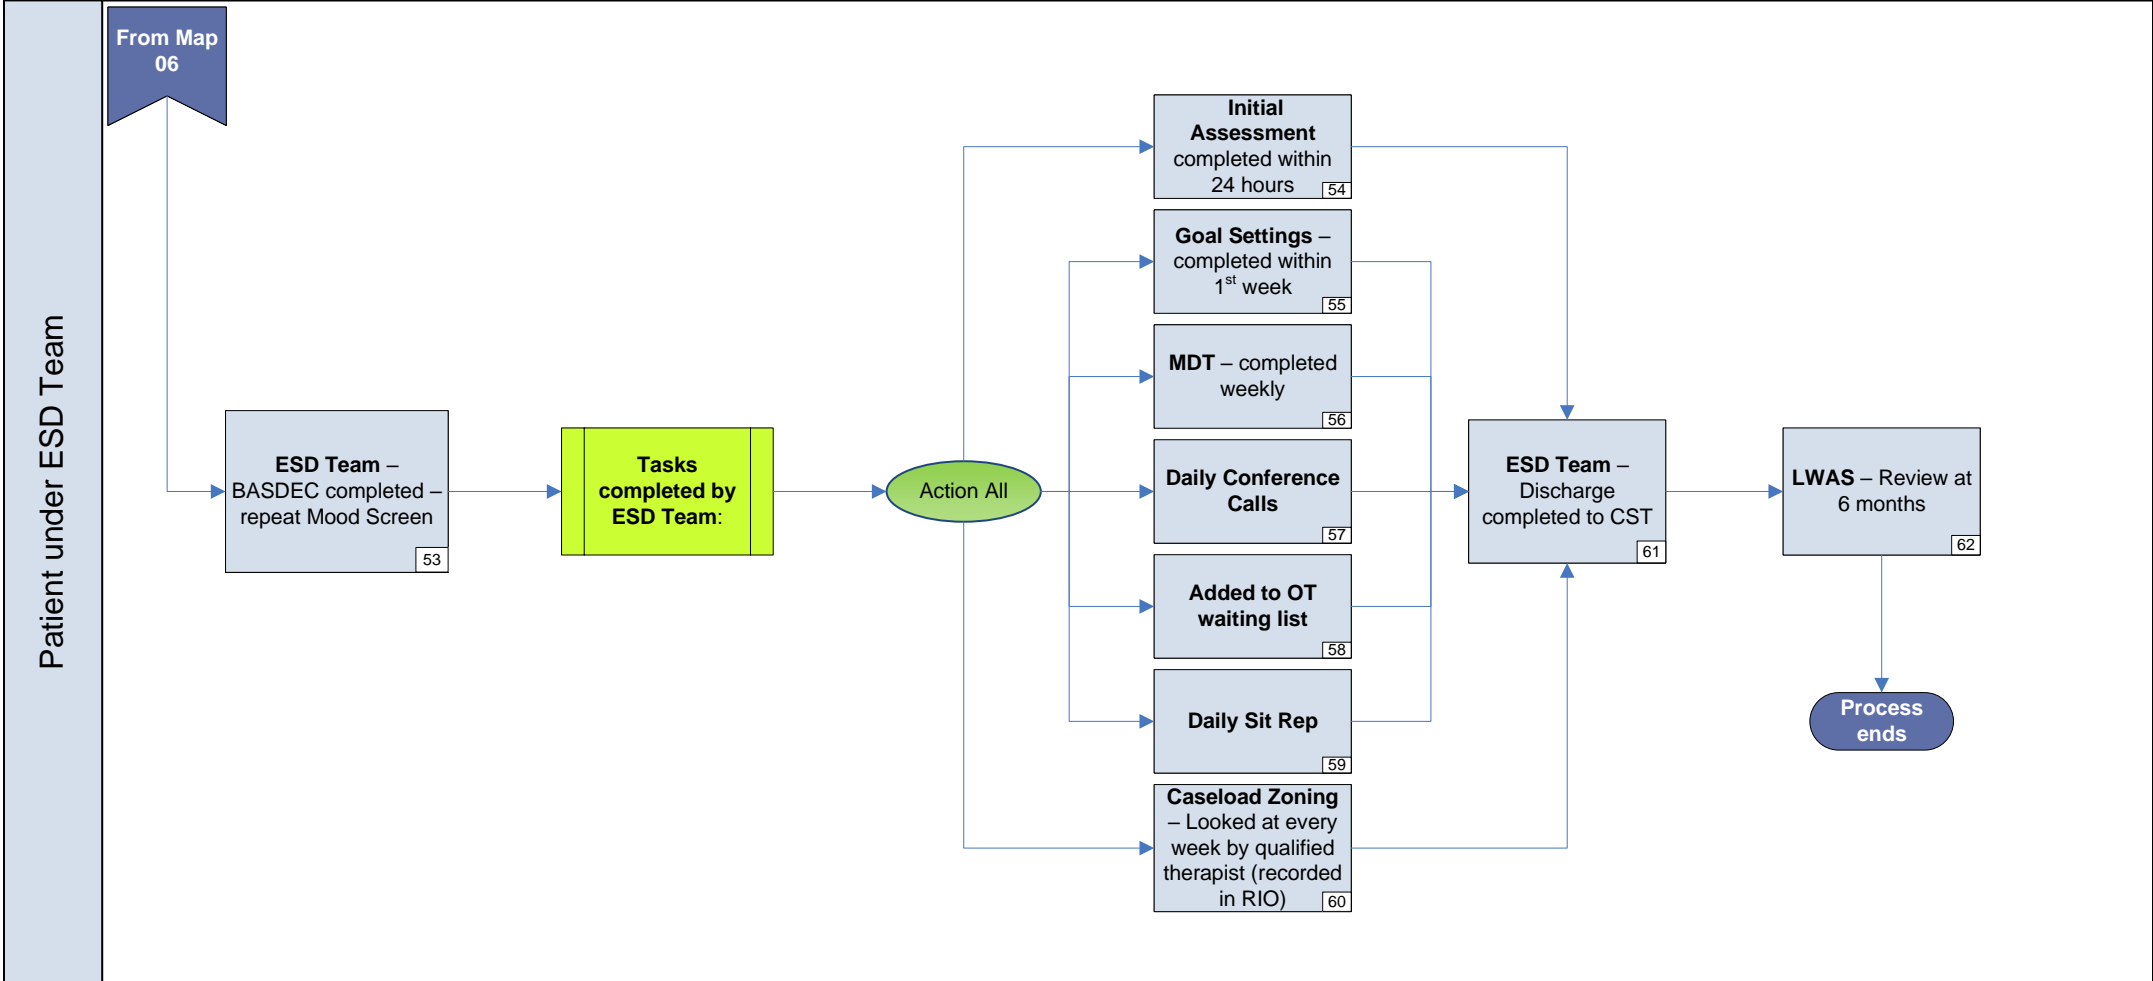 From Map
06
Patient under ESD Team
ESD Team –
BASDEC completed –
repeat Mood Screen
53
Tasks
completed by
ESD Team:
Action All
Initial
Assessment
completed within
24 hours
54
Goal Settings –
completed within
1st week
55
MDT – completed
weekly
56
Daily Conference
Calls
57
Added to OT
waiting list
58
Daily Sit Rep
59
Caseload Zoning
– Looked at every
week by qualified
therapist (recorded
in RIO)
60
ESD Team –
Discharge
completed to CST
61
LWAS – Review at
6 months
62
Process
ends